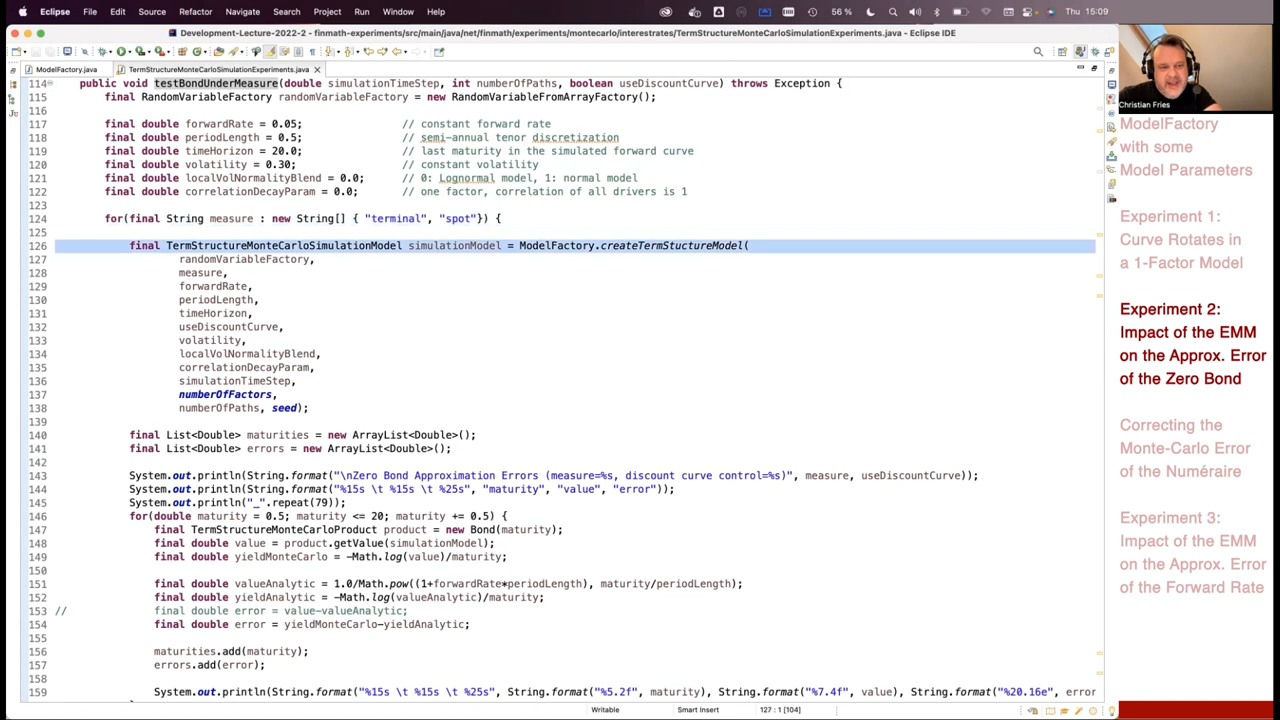 Eclipse File Edit Source Refactor Navigate Search Project Run Window Help 56 % Thu 15:09
Development-Lecture-2022-2 - finmath-experiments/src/main/java/net/finmath/experiments/montecarlo/interestrates/TermStructureMonteCarloSimulationExperiments.java - Eclipse IDE
ModelFactory.java TermStructureMonteCarloSimulationExperiments.java
114 public void testBondUnderMeasure(double simulationTimeStep, int numberOfPaths, boolean useDiscountCurve) throws Exception {
115 final RandomVariableFactory randomVariableFactory = new RandomVariableFromArrayFactory();
116
117 final double forwardRate = 0.05; // constant forward rate
118 final double periodLength = 0.5; // semi-annual tenor discretization
119 final double timeHorizon = 20.0; // last maturity in the simulated forward curve
120 final double volatility = 0.30; // constant volatility
121 final double localVolNormalityBlend = 0.0; // 0: Lognormal model, 1: normal model
122 final double correlationDecayParam = 0.0; // one factor, correlation of all drivers is 1
123
124 for(final String measure : new String[] { "terminal", "spot"}) {
125
126 final TermStructureMonteCarloSimulationModel simulationModel = ModelFactory.createTermStuctureModel(
127 randomVariableFactory,
128 measure,
129 forwardRate,
130 periodLength,
131 timeHorizon,
132 useDiscountCurve,
133 volatility,
134 localVolNormalityBlend,
135 correlationDecayParam,
136 simulationTimeStep,
137 numberOfFactors,
138 numberOfPaths, seed);
139
140 final List<Double> maturities = new ArrayList<Double>();
141 final List<Double> errors = new ArrayList<Double>();
142
143 System.out.println(String.format("\nZero Bond Approximation Errors (measure=%s, discount curve control=%s)", measure, useDiscountCurve));
144 System.out.println(String.format("%15s \t %15s \t %25s", "maturity", "value", "error"));
145 System.out.println("_".repeat(79));
146 for(double maturity = 0.5; maturity <= 20; maturity += 0.5) {
147 final TermStructureMonteCarloProduct product = new Bond(maturity);
148 final double value = product.getValue(simulationModel);
149 final double yieldMonteCarlo = -Math.log(value)/maturity;
150
151 final double valueAnalytic = 1.0/Math.pow((1+forwardRate*periodLength), maturity/periodLength);
152 final double yieldAnalytic = -Math.log(valueAnalytic)/maturity;
153 // final double error = value-valueAnalytic;
154 final double error = yieldMonteCarlo-yieldAnalytic;
155
156 maturities.add(maturity);
157 errors.add(error);
158
159 System.out.println(String.format("%15s \t %15s \t %25s", String.format("%5.2f", maturity), String.format("%7.4f", value), String.format("%20.16e", error
Writable Smart Insert 127 : 1 [104]
Christian Fries
ModelFactory
with some
Model Parameters
Experiment 1:
Curve Rotates in
a 1-Factor Model
Experiment 2:
Impact of the EMM
on the Approx. Error
of the Zero Bond
Correcting the
Monte-Carlo Error
of the Numéraire
Experiment 3:
Impact of the EMM
on the Approx. Error
of the Forward Rate